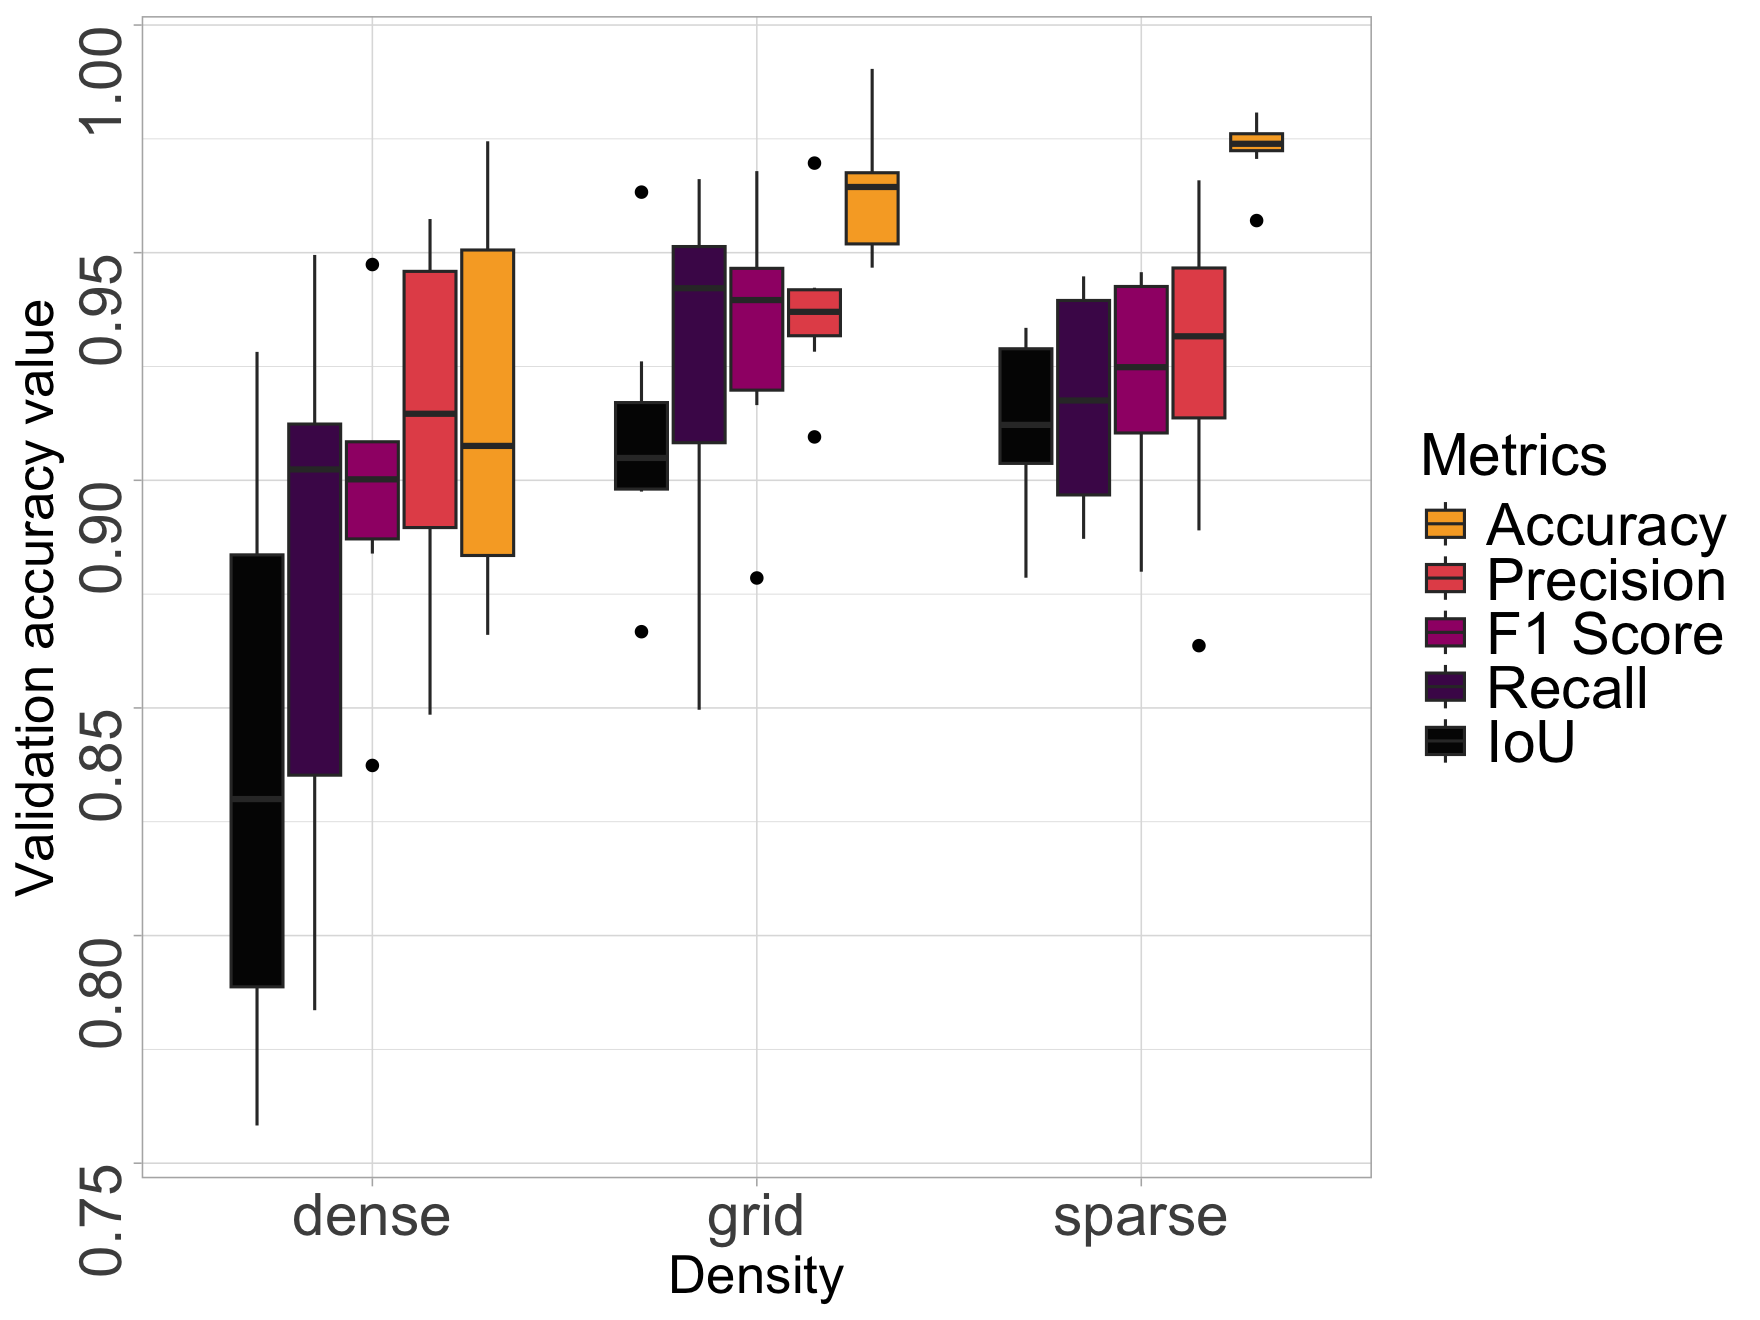 Validation accuracy value
1.00
0.95
0.90
0.85
0.80
0.75
dense
grid
sparse
Density
Metrics
Accuracy
Precision
F1 Score
Recall
IoU